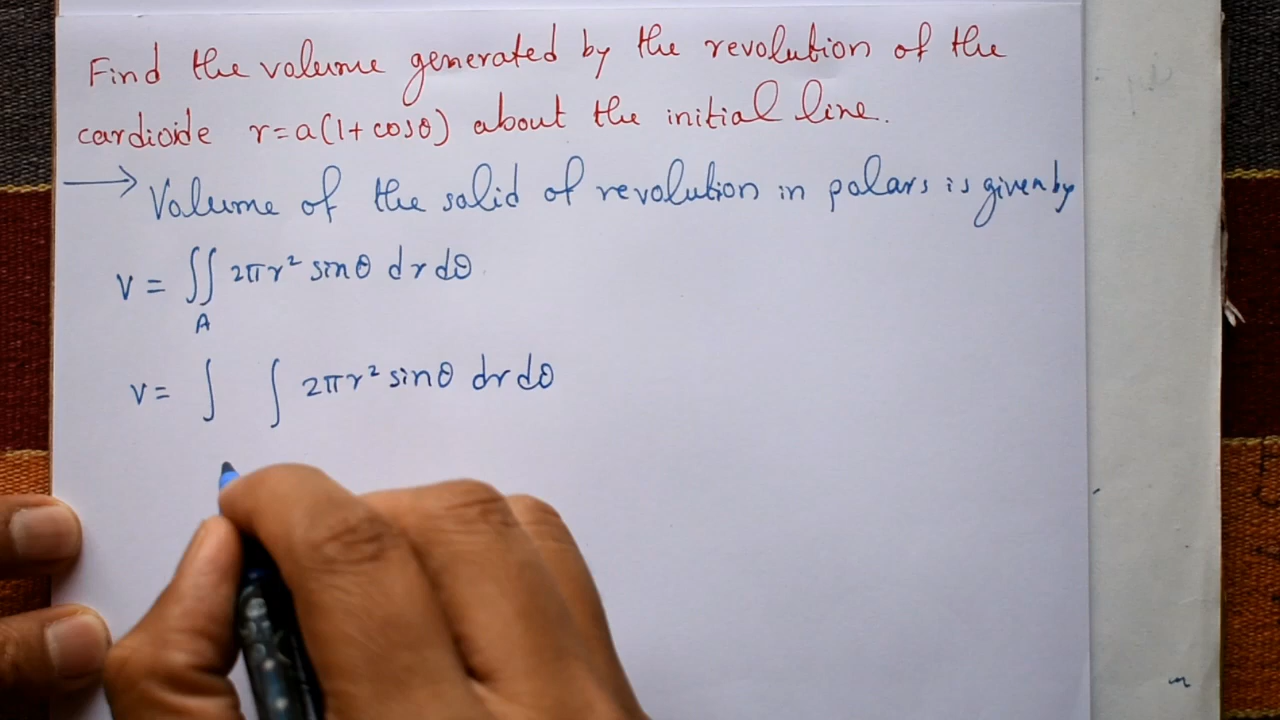 Find the volume generated by the revolution of the
cardioide r=a(1+cosθ) about the initial line.
→ Volume of the solid of revolution in polars is given by
V = ∬ 2πr² sinθ dr dθ
A
V = ∫ ∫ 2πr² sinθ dr dθ